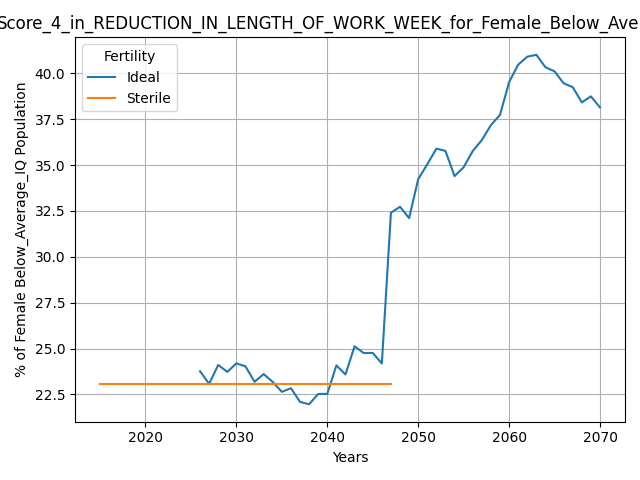 Score_4_in_REDUCTION_IN_LENGTH_OF_WORK_WEEK_for_Female_Below_Ave
Fertility
Ideal
Sterile
% of Female Below_Average_IQ Population
40.0
37.5
35.0
32.5
30.0
27.5
25.0
22.5
2020 2030 2040 2050 2060 2070
Years